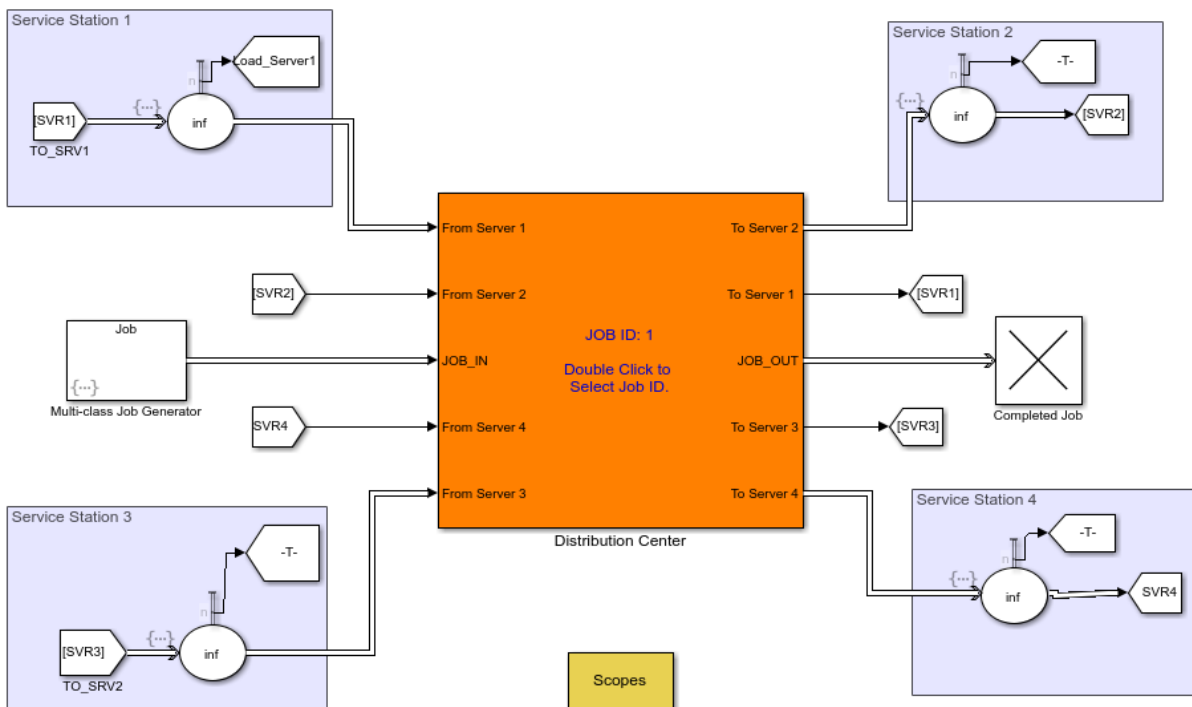 Service Station 1
Load_Server1
n
{...}
[SVR1]
inf
TO_SRV1
Service Station 2
-T-
n
{...}
inf
[SVR2]
From Server 1
To Server 2
[SVR2]
From Server 2
To Server 1
[SVR1]
Job
{...}
Multi-class Job Generator
JOB_IN
JOB ID: 1
Double Click to
Select Job ID.
JOB_OUT
Completed Job
SVR4
From Server 4
To Server 3
[SVR3]
From Server 3
To Server 4
Distribution Center
Service Station 3
-T-
n
{...}
[SVR3]
inf
TO_SRV2
Service Station 4
-T-
n
{...}
inf
SVR4
Scopes